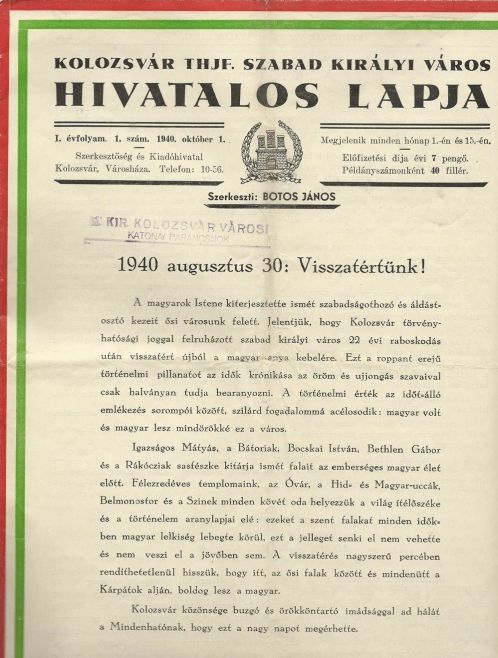 KOLOZSVÁR THJF. SZABAD KIRÁLYI VÁROS
HIVATALOS LAPJA
I. évfolyam. 1. szám. 1940. október 1.
Szerkesztőség és Kiadóhivatal
Kolozsvár, Városháza. Telefon: 10-56.
Megjelenik minden hónap 1.-én és 15.-én.
Előfizetési díja évi 7 pengő.
Példányszámonként 40 fillér.
Szerkeszti: BOTOS JÁNOS
KIR. KOLOZSVÁR VÁROSI
KATONAI PARANCSNOK
1940 augusztus 30: Visszatértünk!
A magyarok Istene kiterjesztette ismét szabadságothozó és áldást-
osztó kezeit ősi városunk felett. Jelentjük, hogy Kolozsvár törvény-
hatósági joggal felruházott szabad királyi város 22 évi raboskodás
után visszatért újból a magyar anya kebelére. Ezt a roppant erejű
történelmi pillanatot az idők krónikása az öröm és ujjongás szavaival
csak halványan tudja bearanyozni. A történelmi érték az időt-álló
emlékezés sorompói között, szilárd fogalommá acélosodik: magyar volt
és magyar lesz mindörökké ez a város.
Igazságos Mátyás, a Bátoriak, Bocskai István, Bethlen Gábor
és a Rákócziak sasfészke kitárja ismét falait az emberséges magyar élet
előtt. Félezredéves templomaink, az Óvár, a Hid- és Magyar-uccák,
Belmonostor és a Szinek minden kövét oda helyezzük a világ ítélőszéke
és a történelem aranylapjai elé: ezeket a szent falakat minden idők-
ben magyar lelkiség lebegte körül, ezt a jelleget senki el nem vehette
és nem veszi el a jövőben sem. A visszatérés nagyszerű percében
rendíthetetlenül hisszük, hogy itt, az ősi falak között és mindenütt a
Kárpátok alján, boldog lesz a magyar.
Kolozsvár közönsége buzgó és örökköntartó imádsággal ad hálát
a Mindenhatónak, hogy ezt a nagy napot megérhette.